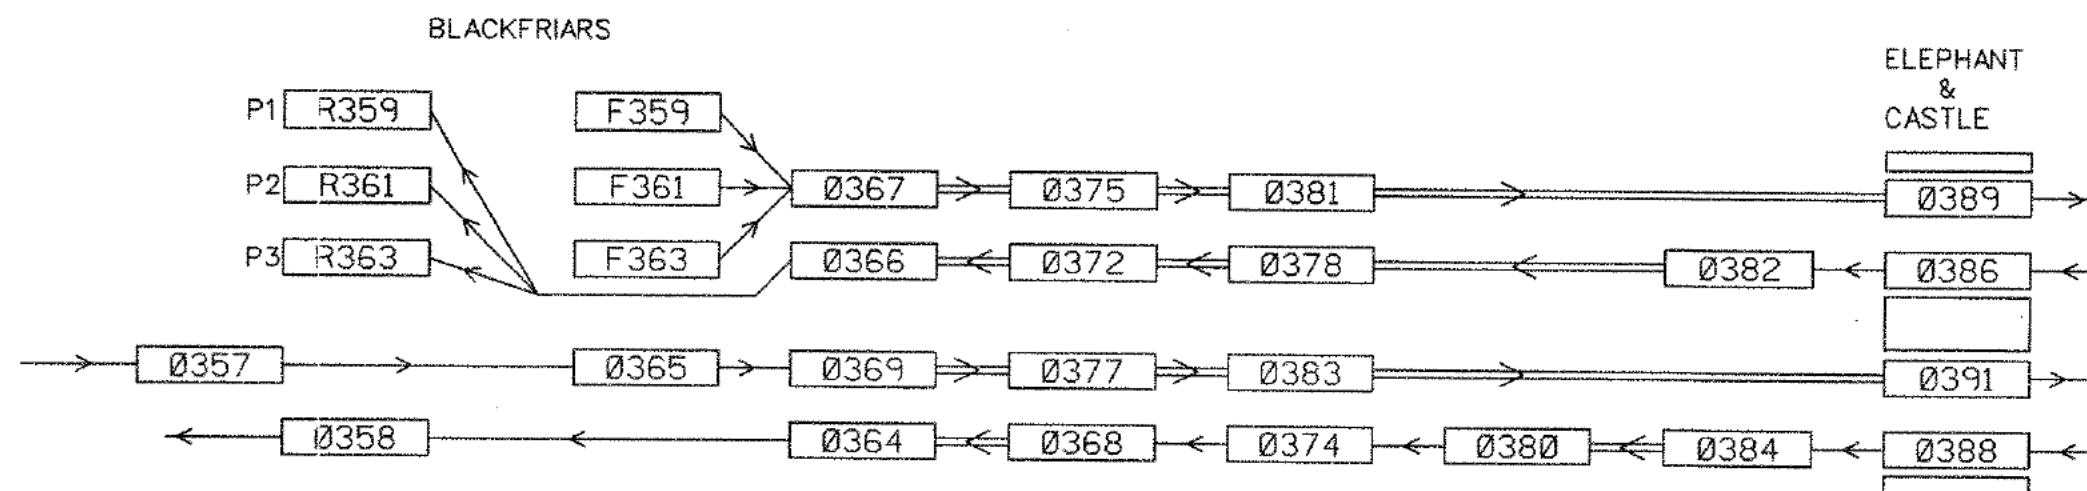 BLACKFRIARS
ELEPHANT
&
CASTLE
P1 R359 F359
P2 R361 F361 Ø367 Ø375 Ø381 Ø389
P3 R363 F363 Ø366 Ø372 Ø378 Ø382 Ø386
Ø357 Ø365 Ø369 Ø377 Ø383 Ø391
Ø358 Ø364 Ø368 Ø374 Ø380 Ø384 Ø388